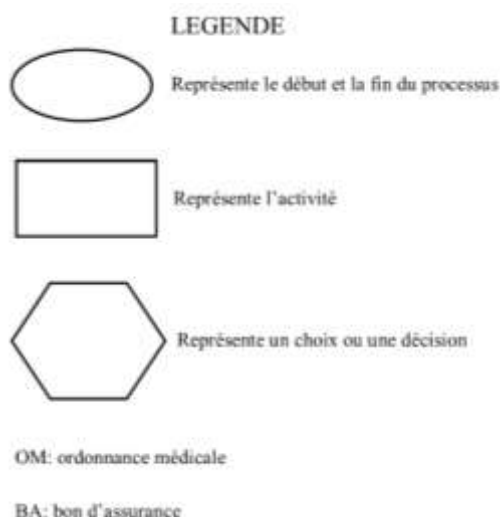 LEGENDE
Représente le début et la fin du processus
Représente l'activité
Représente un choix ou une décision
OM: ordonnance médicale
BA: bon d'assurance